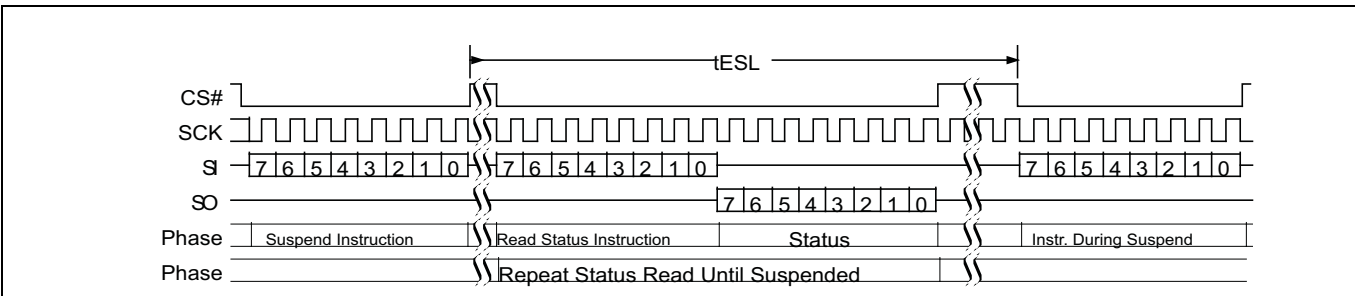 tESL
CS#
SCK
SI 7 6 5 4 3 2 1 0 7 6 5 4 3 2 1 0 7 6 5 4 3 2 1 0
SO 7 6 5 4 3 2 1 0
Phase Suspend Instruction Read Status Instruction Status Instr. During Suspend
Phase Repeat Status Read Until Suspended